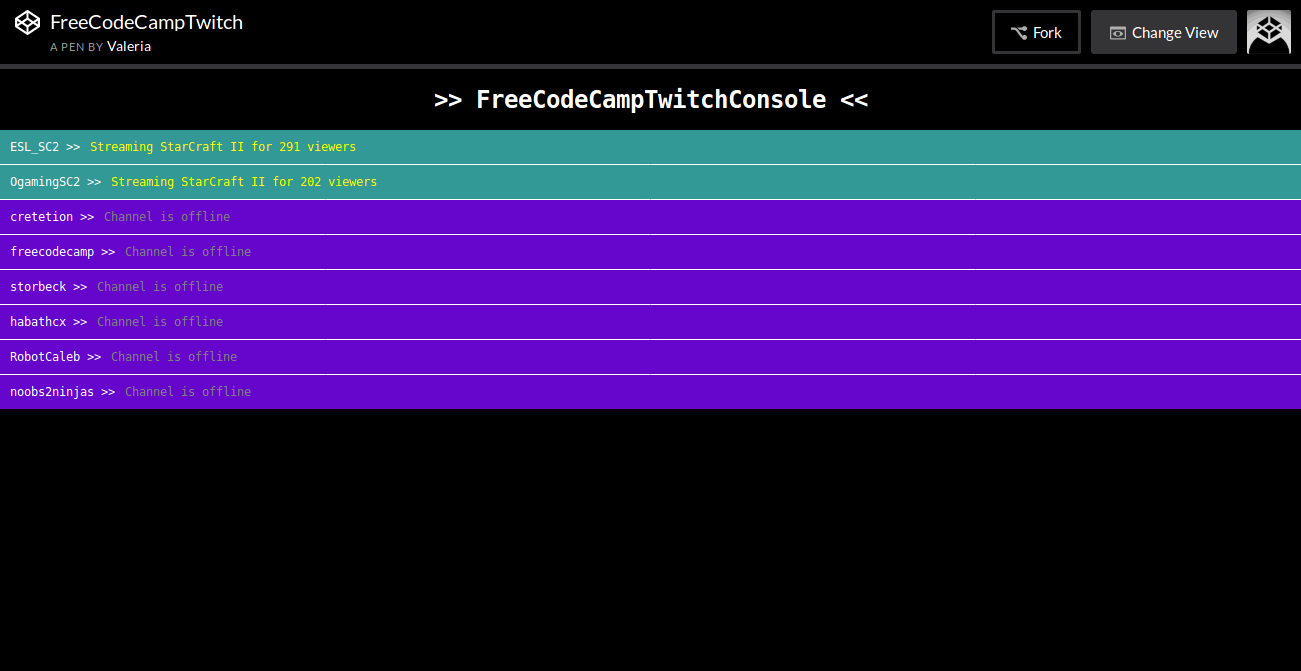 FreeCodeCampTwitch
A PEN BY Valeria
Fork
Change View
>> FreeCodeCampTwitchConsole <<
ESL_SC2 >> Streaming StarCraft II for 291 viewers
OgamingSC2 >> Streaming StarCraft II for 202 viewers
cretetion >> Channel is offline
freecodecamp >> Channel is offline
storbeck >> Channel is offline
habathcx >> Channel is offline
RobotCaleb >> Channel is offline
noobs2ninjas >> Channel is offline